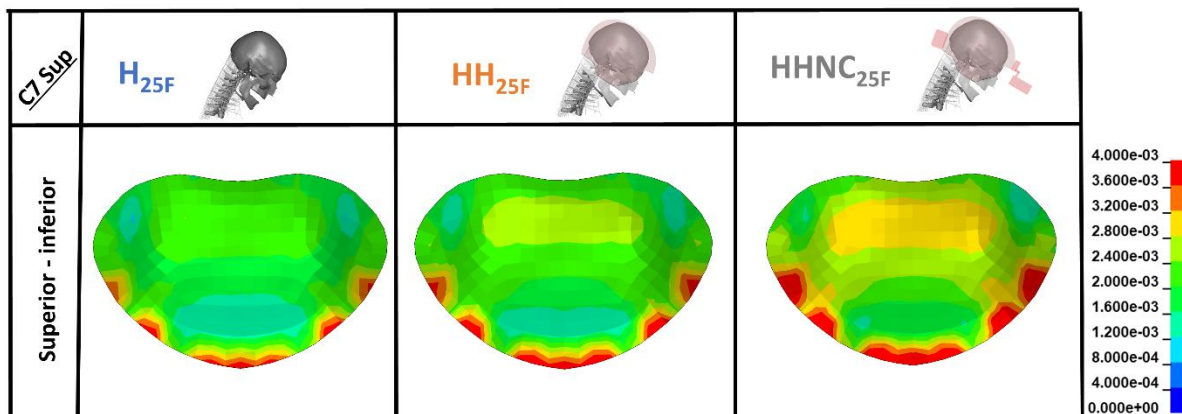 C7 Sup
H25F
HH25F
HHNC25F
Superior - inferior
4.000e-03
3.600e-03
3.200e-03
2.800e-03
2.400e-03
2.000e-03
1.600e-03
1.200e-03
8.000e-04
4.000e-04
0.000e+00